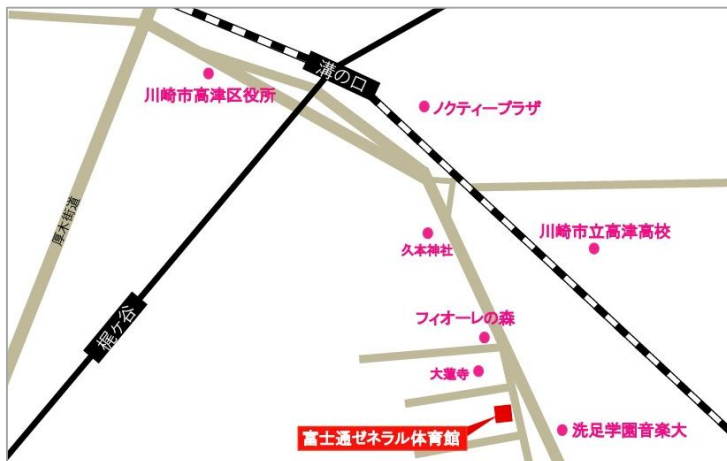 溝の口
ノクティープラザ
川崎市高津区役所
厚木街道
久本神社
川崎市立高津高校
梶ヶ谷
フィオーレの森
大蓮寺
富士通ゼネラル体育館
洗足学園音楽大